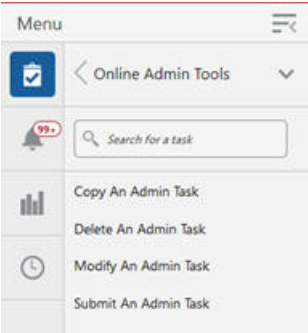 Menu
Online Admin Tools
99+
Search for a task
Copy An Admin Task
Delete An Admin Task
Modify An Admin Task
Submit An Admin Task